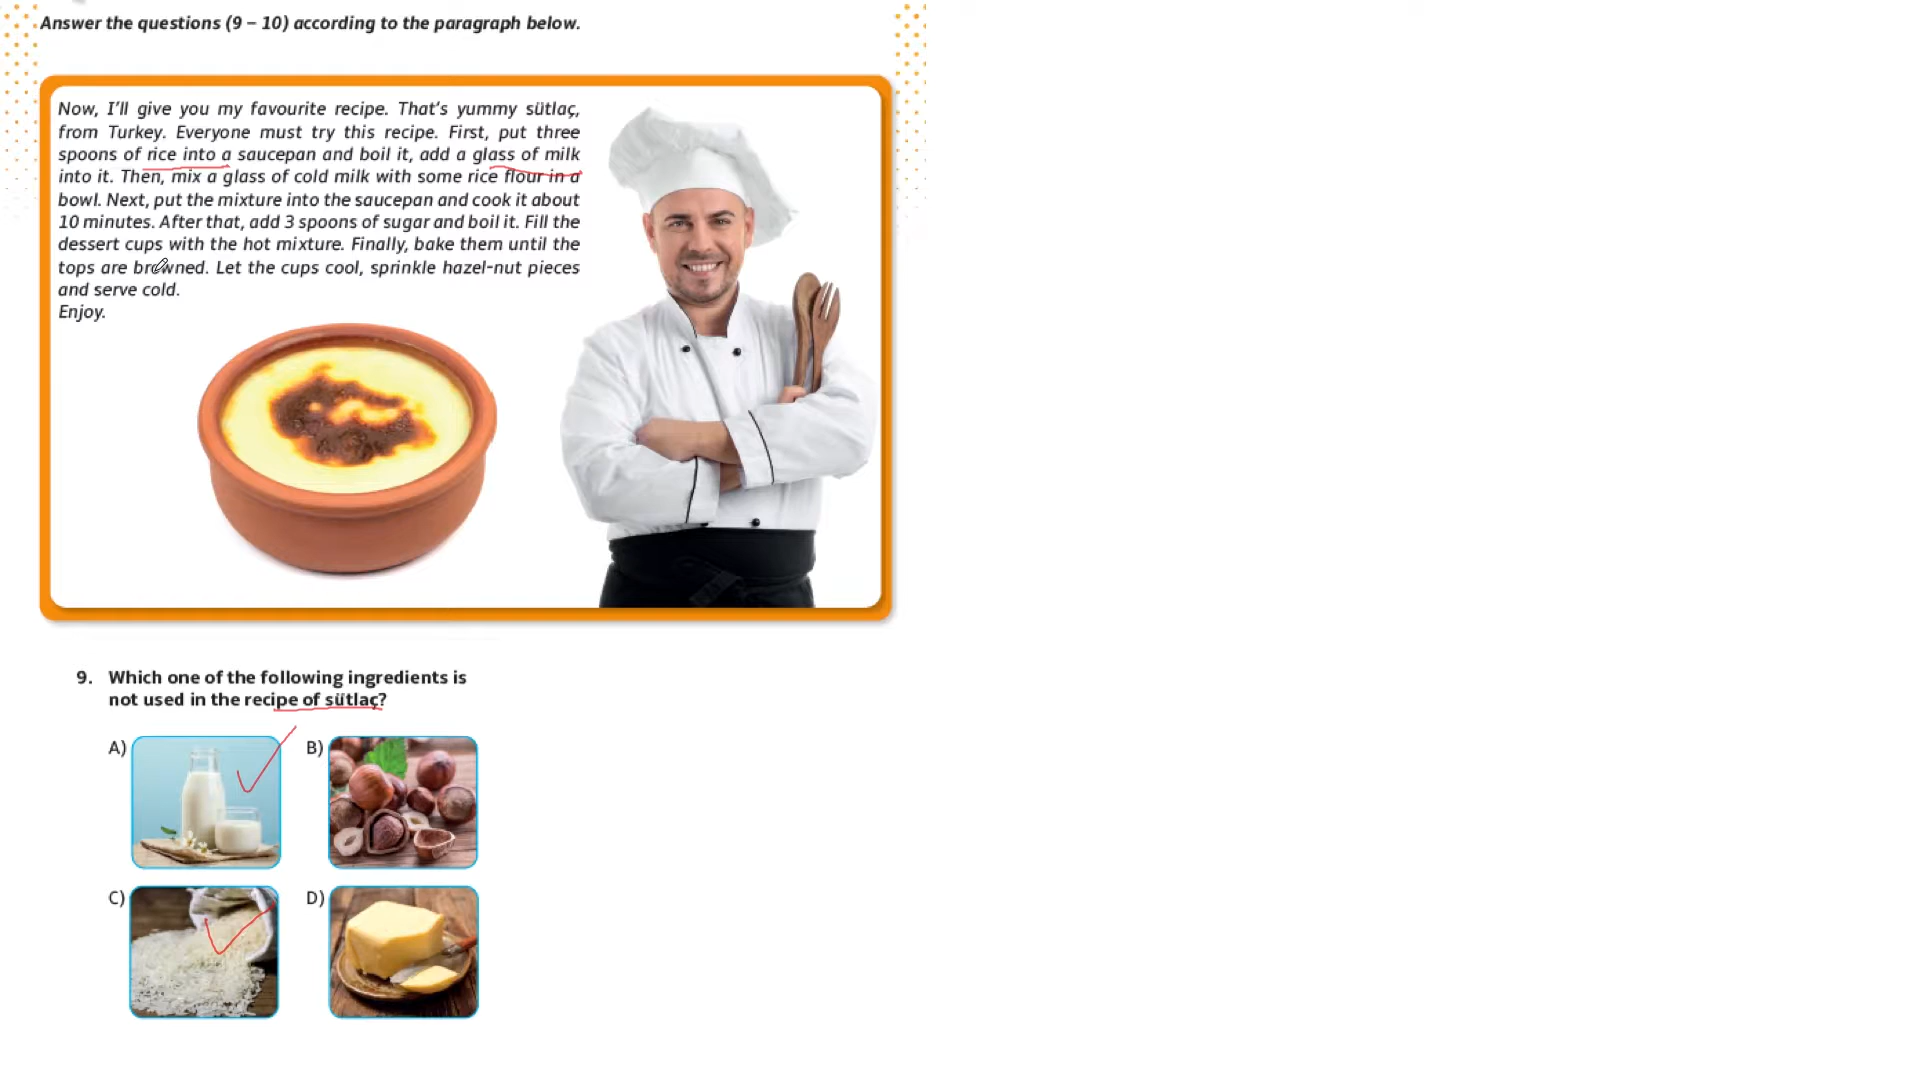 Answer the questions (9 – 10) according to the paragraph below.
Now, I'll give you my favourite recipe. That's yummy sütlaç,
from Turkey. Everyone must try this recipe. First, put three
spoons of rice into a saucepan and boil it, add a glass of milk
into it. Then, mix a glass of cold milk with some rice flour in a
bowl. Next, put the mixture into the saucepan and cook it about
10 minutes. After that, add 3 spoons of sugar and boil it. Fill the
dessert cups with the hot mixture. Finally, bake them until the
tops are browned. Let the cups cool, sprinkle hazel-nut pieces
and serve cold.
Enjoy.
9. Which one of the following ingredients is
not used in the recipe of sütlaç?
A)
B)
C)
D)